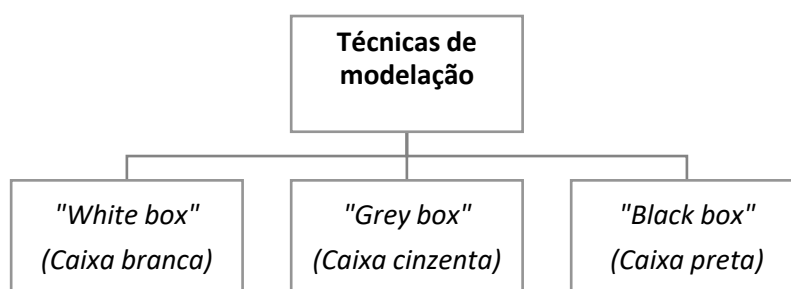 Técnicas de
modelação
"White box"
(Caixa branca)
"Grey box"
(Caixa cinzenta)
"Black box"
(Caixa preta)